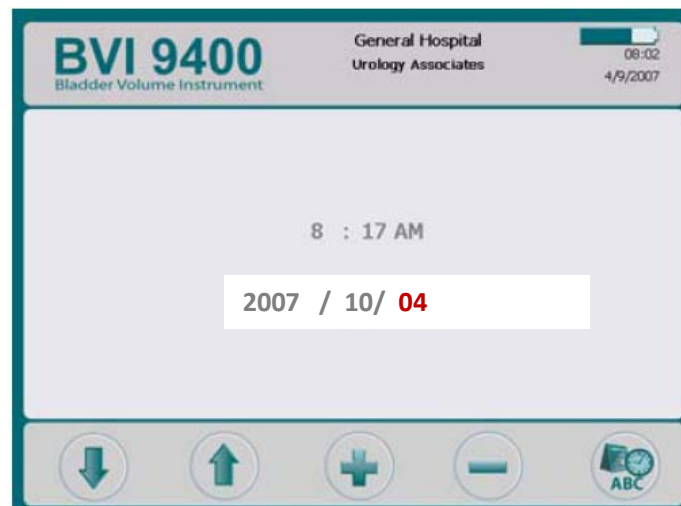 BVI 9400
Bladder Volume Instrument
General Hospital
Urology Associates
08:02
4/9/2007
8 : 17 AM
2007 / 10/ 04
ABC